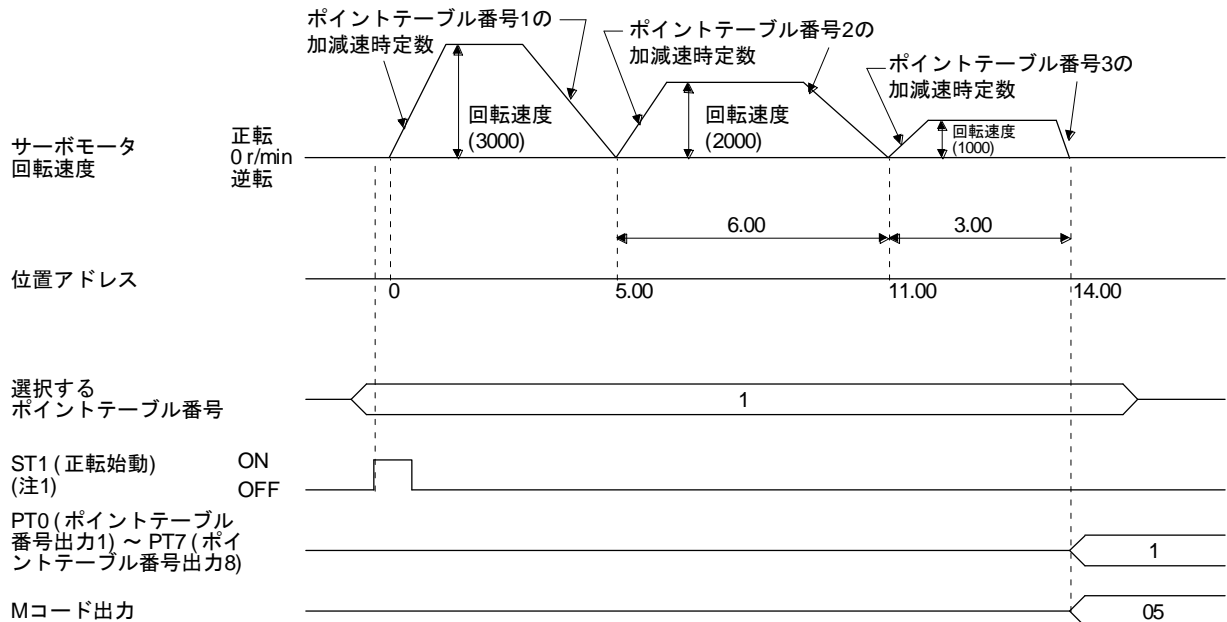 ポイントテーブル番号1の
加減速時定数
ポイントテーブル番号2の
加減速時定数
ポイントテーブル番号3の
加減速時定数
サーボモータ
回転速度
正転
0 r/min
逆転
回転速度
(3000)
回転速度
(2000)
回転速度
(1000)
6.00
3.00
位置アドレス
0
5.00
11.00
14.00
選択する
ポイントテーブル番号
1
ST1 (正転始動)
(注1)
ON
OFF
PT0 (ポイントテーブル
番号出力1) ～ PT7 (ポイ
ントテーブル番号出力8)
1
Mコード出力
05